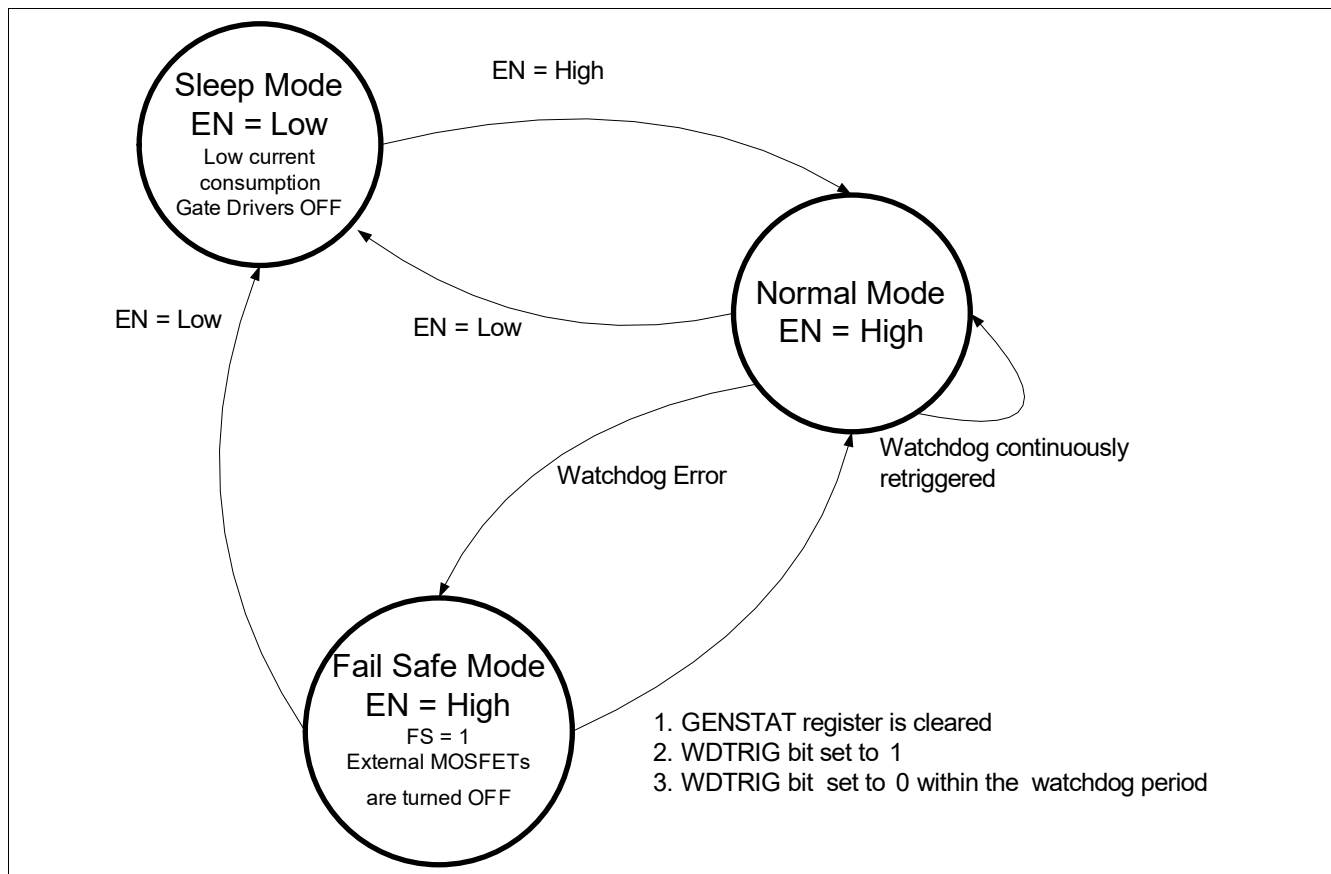 Sleep Mode
EN = Low
Low current
consumption
Gate Drivers OFF
EN = High
Normal Mode
EN = High
EN = Low
EN = Low
Watchdog continuously
retriggered
Watchdog Error
Fail Safe Mode
EN = High
FS = 1
External MOSFETs
are turned OFF
1. GENSTAT register is cleared
2. WDTRIG bit set to 1
3. WDTRIG bit set to 0 within the watchdog period